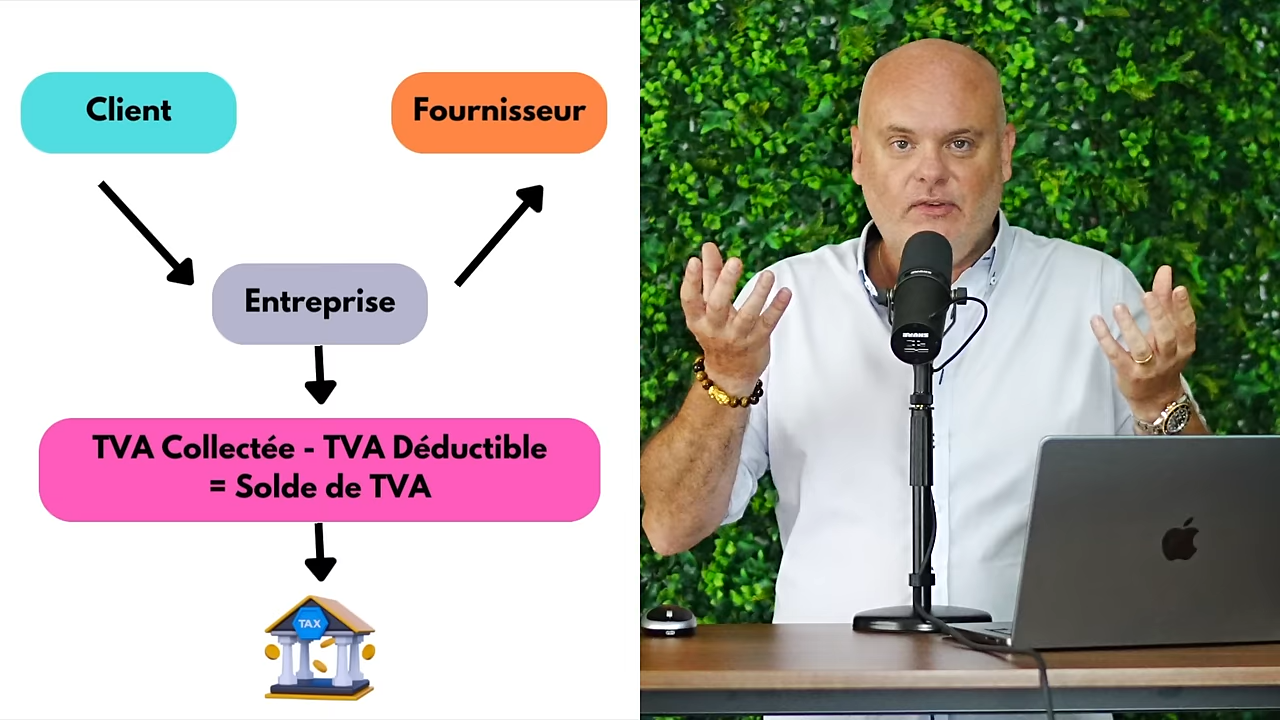 Client
Fournisseur
Entreprise
TVA Collectée - TVA Déductible
= Solde de TVA
TAX